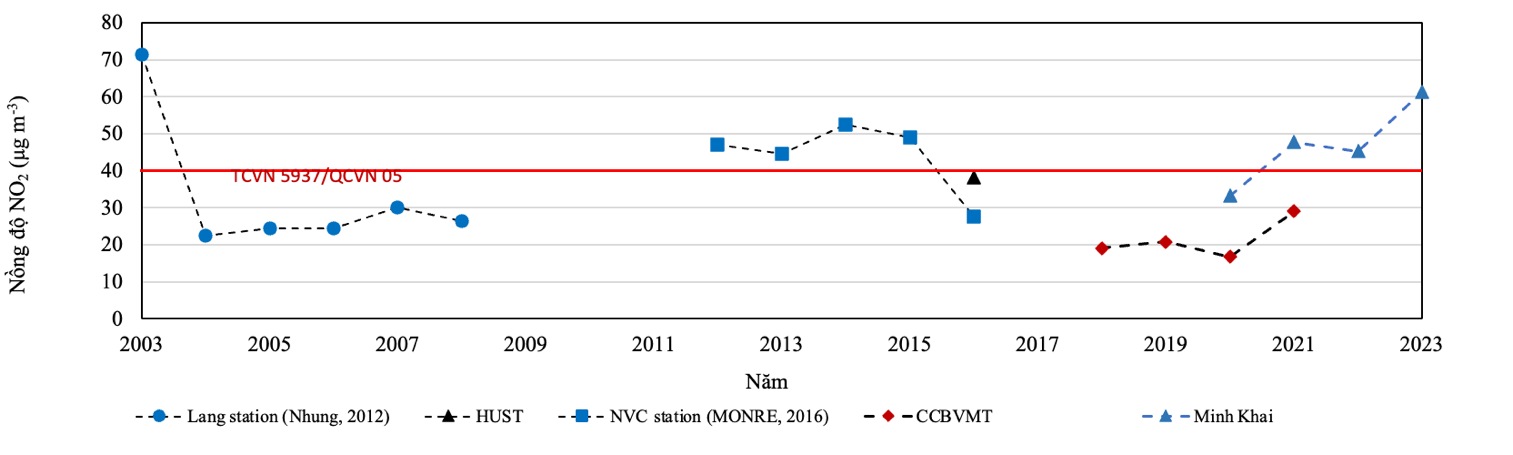 Nồng độ NO2 (µg m-3)
80
70
60
50
40
30
20
10
0
TCVN 5937/QCVN 05
2003 2005 2007 2009 2011 2013 2015 2017 2019 2021 2023
Năm
Lang station (Nhung, 2012) HUST NVC station (MONRE, 2016) CCBVMT Minh Khai